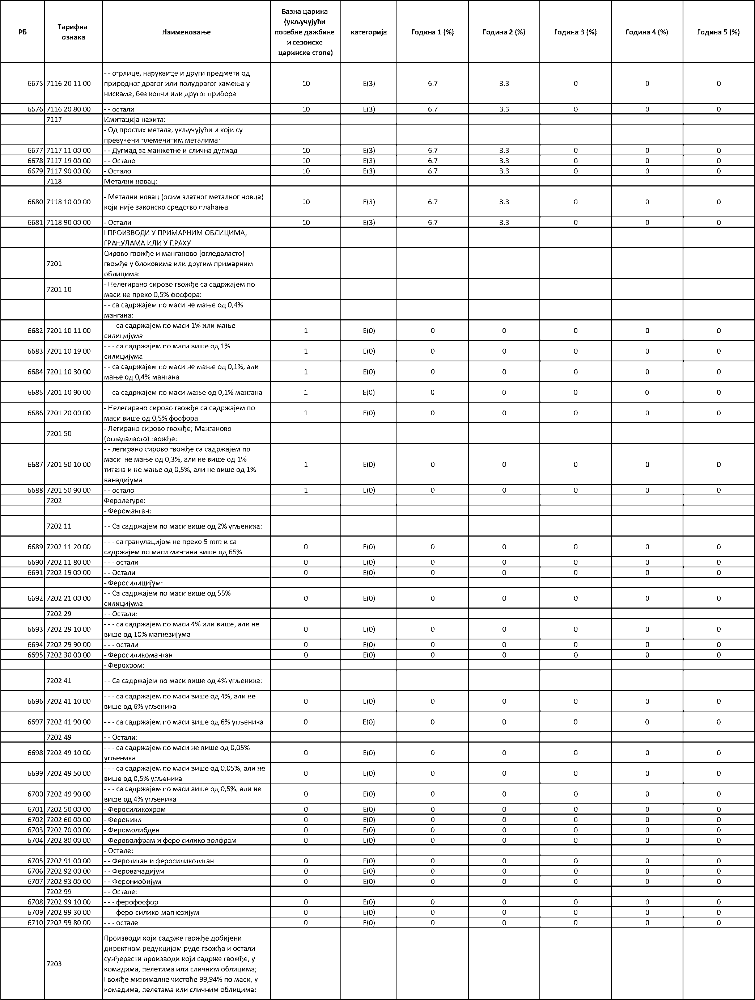 РБ Тарифна ознака Наименовање Базна царина (укључујући посебне дажбине и сезонске царинске стопе) категорија Година 1 (%) Година 2 (%) Година 3 (%) Година 4 (%) Година 5 (%)
6675 7116 20 11 00 - - огрлице, наруквице и други предмети од природног драгог или полудрагог камења у нискама, без копчи или другог прибора 10 E(3) 6.7 3.3 0 0 0
6676 7116 20 80 00 - - остали 10 E(3) 6.7 3.3 0 0 0
7117 Имитација накита:
- Од простих метала, укључујући и који су превучени племенитим металима:
6677 7117 11 00 00 - - Дугмад за манжетне и слична дугмад 10 E(3) 6.7 3.3 0 0 0
6678 7117 19 00 00 - - Остало 10 E(3) 6.7 3.3 0 0 0
6679 7117 90 00 00 - Остало 10 E(3) 6.7 3.3 0 0 0
7118 Метални новац:
6680 7118 10 00 00 - Метални новац (осим златног металног новца) који није законско средство плаћања 10 E(3) 6.7 3.3 0 0 0
6681 7118 90 00 00 - Остали 10 E(3) 6.7 3.3 0 0 0
I ПРОИЗВОДИ У ПРИМАРНИМ ОБЛИЦИМА, ГРАНУЛАМА ИЛИ У ПРАХУ
7201 Сирово гвожђе и манганово (огледаласто) гвожђе у блоковима или другим примарним облицима:
7201 10 - Нелегирано сирово гвожђе са садржајем по маси не преко 0,5% фосфора:
- - са садржајем по маси не мање од 0,4% мангана:
6682 7201 10 11 00 - - - са садржајем по маси 1% или мање силицијума 1 E(0) 0 0 0 0 0
6683 7201 10 19 00 - - - са садржајем по маси више од 1% силицијума 1 E(0) 0 0 0 0 0
6684 7201 10 30 00 - - са садржајем по маси не мање од 0,1%, али мање од 0,4% мангана 1 E(0) 0 0 0 0 0
6685 7201 10 90 00 - - са садржајем по маси мање од 0,1% мангана 1 E(0) 0 0 0 0 0
6686 7201 20 00 00 - Нелегирано сирово гвожђе са садржајем по маси више од 0,5% фосфора 1 E(0) 0 0 0 0 0
7201 50 - Легирано сирово гвожђе; Манганово (огледаласто) гвожђе:
6687 7201 50 10 00 - - легирано сирово гвожђе са садржајем по маси не мање од 0,3%, али не више од 1% титана и не мање од 0,5%, али не више од 1% ванадијума 1 E(0) 0 0 0 0 0
6688 7201 50 90 00 - - остало 1 E(0) 0 0 0 0 0
7202 Феролегуре:
- Фероманган:
7202 11 - - Са садржајем по маси више од 2% угљеника:
6689 7202 11 20 00 - - - са гранулацијом не преко 5 mm и са садржајем по маси мангана више од 65% 0 E(0) 0 0 0 0 0
6690 7202 11 80 00 - - - остали 0 E(0) 0 0 0 0 0
6691 7202 19 00 00 - - Остали 0 E(0) 0 0 0 0 0
- Феросилицијум:
6692 7202 21 00 00 - - Са садржајем по маси више од 55% силицијума 0 E(0) 0 0 0 0 0
7202 29 - - Остали:
6693 7202 29 10 00 - - - са садржајем по маси 4% или више, али не више од 10% магнезијума 0 E(0) 0 0 0 0 0
6694 7202 29 90 00 - - - остали 0 E(0) 0 0 0 0 0
6695 7202 30 00 00 - Феросиликоманган 0 E(0) 0 0 0 0 0
- Ферохром:
7202 41 - - Са садржајем по маси више од 4% угљеника:
6696 7202 41 10 00 - - - са садржајем по маси више од 4%, али не више од 6% угљеника 0 E(0) 0 0 0 0 0
6697 7202 41 90 00 - - - са садржајем по маси више од 6% угљеника 0 E(0) 0 0 0 0 0
7202 49 - - Остали:
6698 7202 49 10 00 - - - са садржајем по маси не више од 0,05% угљеника 0 E(0) 0 0 0 0 0
6699 7202 49 50 00 - - - са садржајем по маси више од 0,05%, али не више од 0,5% угљеника 0 E(0) 0 0 0 0 0
6700 7202 49 90 00 - - - са садржајем по маси више од 0,5%, али не више од 4% угљеника 0 E(0) 0 0 0 0 0
6701 7202 50 00 00 - Феросиликохром 0 E(0) 0 0 0 0 0
6702 7202 60 00 00 - Фероникл 0 E(0) 0 0 0 0 0
6703 7202 70 00 00 - Феромолибден 0 E(0) 0 0 0 0 0
6704 7202 80 00 00 - Фероволфрам и феро силико волфрам 0 E(0) 0 0 0 0 0
- Остале:
6705 7202 91 00 00 - - Феротитан и феросиликотитан 0 E(0) 0 0 0 0 0
6706 7202 92 00 00 - - Ферованадијум 0 E(0) 0 0 0 0 0
6707 7202 93 00 00 - - Ферониобијум 0 E(0) 0 0 0 0 0
7202 99 - - Остале:
6708 7202 99 10 00 - - - ферофосфор 0 E(0) 0 0 0 0 0
6709 7202 99 30 00 - - - феро-силико-магнезијум 0 E(0) 0 0 0 0 0
6710 7202 99 80 00 - - - остале 0 E(0) 0 0 0 0 0
7203 Производи који садрже гвожђе добијени директном редукцијом руде гвожђа и остали сунђерасти производи који садрже гвожђе, у комадима, пелетима или сличним облицима; Гвожђе минималне чистоће 99,94% по маси, у комадима, пелетама или сличним облицима: